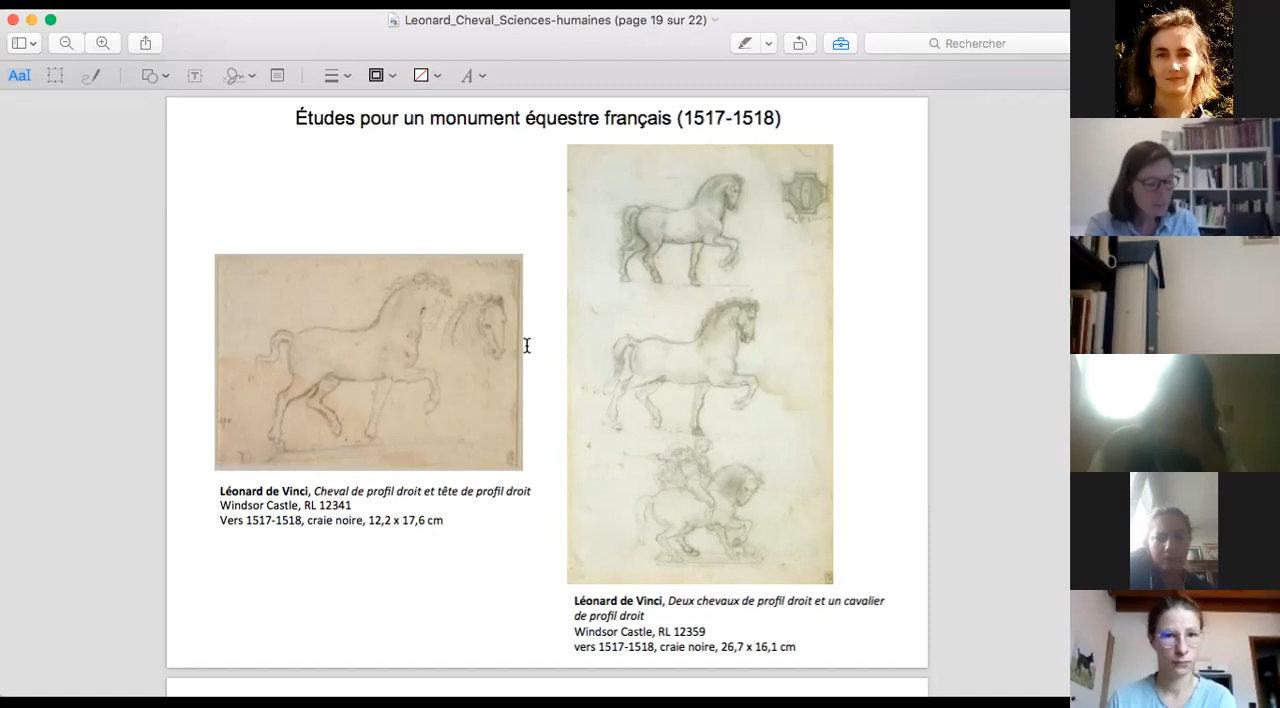 Leonard_Cheval_Sciences-humaines (page 19 sur 22)
Rechercher
AaI
T
A
Études pour un monument équestre français (1517-1518)
Léonard de Vinci, Cheval de profil droit et tête de profil droit
Windsor Castle, RL 12341
Vers 1517-1518, craie noire, 12,2 x 17,6 cm
Léonard de Vinci, Deux chevaux de profil droit et un cavalier
de profil droit
Windsor Castle, RL 12359
vers 1517-1518, craie noire, 26,7 x 16,1 cm